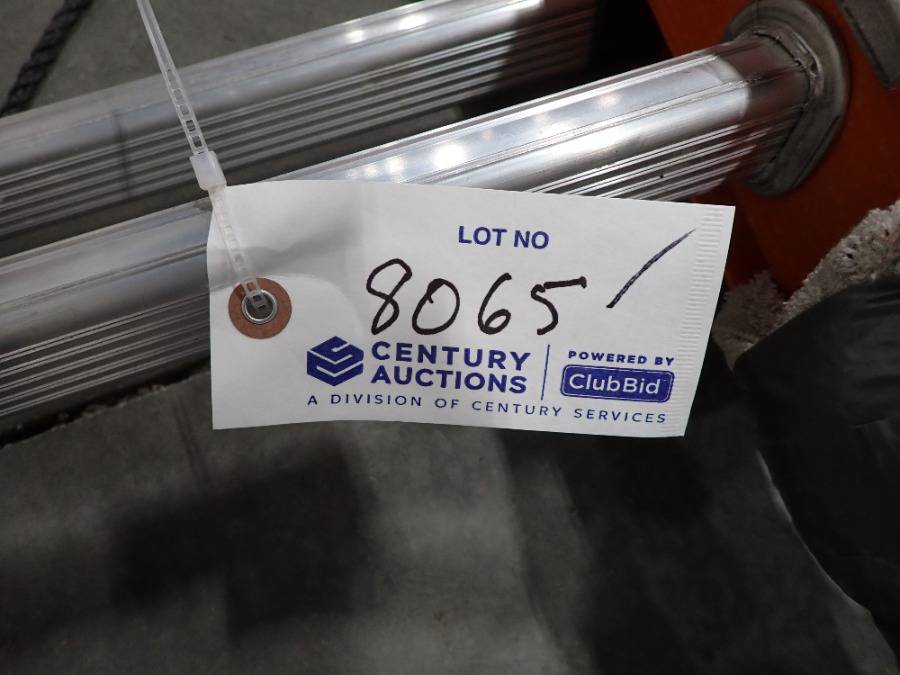 LOT NO
8065
CENTURY AUCTIONS
POWERED BY
ClubBid
A DIVISION OF CENTURY SERVICES